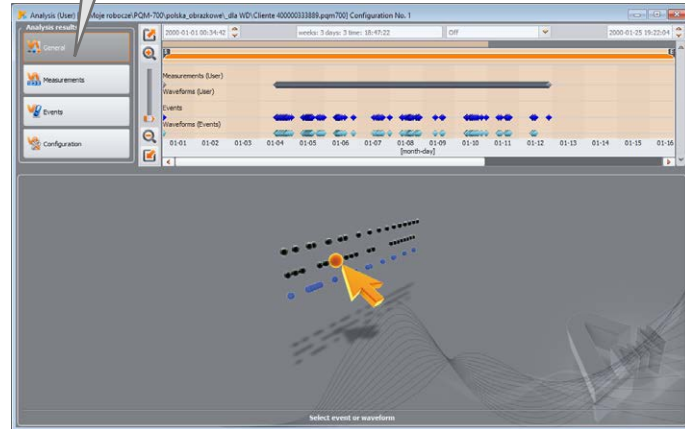 Analysis (User) [ Moje robocze\PQM-700\polska_obrazkowe\_dla WD\Cliente 400000333889.pqm700] Configuration No. 1
Analysis results
General
Measurements
Events
Configuration
2000-01-01 00:34:42
weeks: 3 days: 3 time: 18:47:22
Off
2000-01-25 19:22:04
S
E
Measurements (User)
Waveforms (User)
Events
Waveforms (Events)
01-01 01-02 01-03 01-04 01-05 01-06 01-07 01-08 01-09 01-10 01-11 01-12 01-13 01-14 01-15 01-16
[month-day]
Select event or waveform